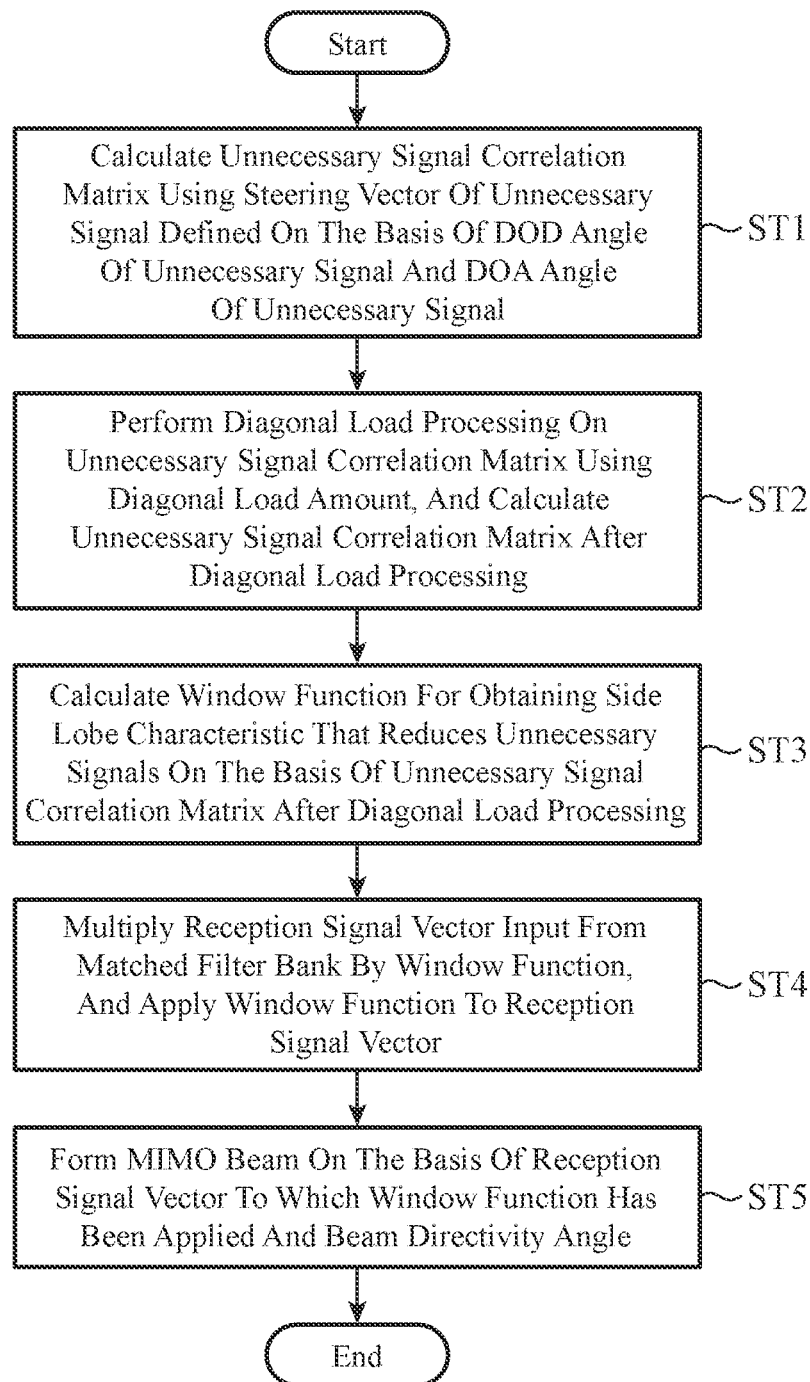 Start
Calculate Unnecessary Signal Correlation
Matrix Using Steering Vector Of Unnecessary
Signal Defined On The Basis Of DOD Angle
Of Unnecessary Signal And DOA Angle
Of Unnecessary Signal
ST1
Perform Diagonal Load Processing On
Unnecessary Signal Correlation Matrix Using
Diagonal Load Amount, And Calculate
Unnecessary Signal Correlation Matrix After
Diagonal Load Processing
ST2
Calculate Window Function For Obtaining Side
Lobe Characteristic That Reduces Unnecessary
Signals On The Basis Of Unnecessary Signal
Correlation Matrix After Diagonal Load Processing
ST3
Multiply Reception Signal Vector Input From
Matched Filter Bank By Window Function,
And Apply Window Function To Reception
Signal Vector
ST4
Form MIMO Beam On The Basis Of Reception
Signal Vector To Which Window Function Has
Been Applied And Beam Directivity Angle
ST5
End